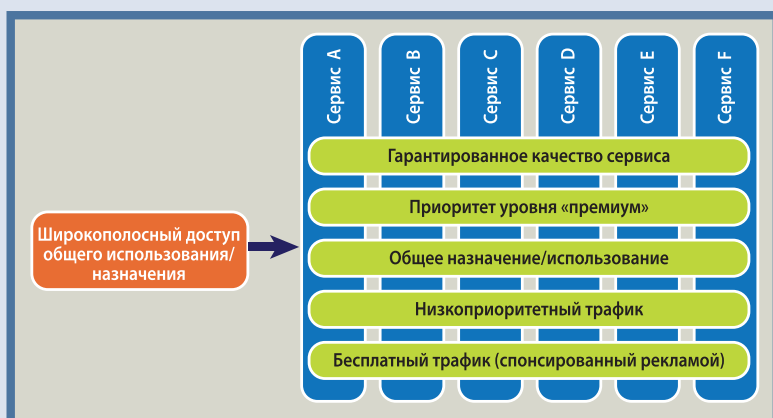 Сервис A
Сервис B
Сервис C
Сервис D
Сервис E
Сервис F
Гарантированное качество сервиса
Приоритет уровня «премиум»
Широкополосный доступ
общего использования/
назначения
Общее назначение/использование
Низкоприоритетный трафик
Бесплатный трафик (спонсированный рекламой)